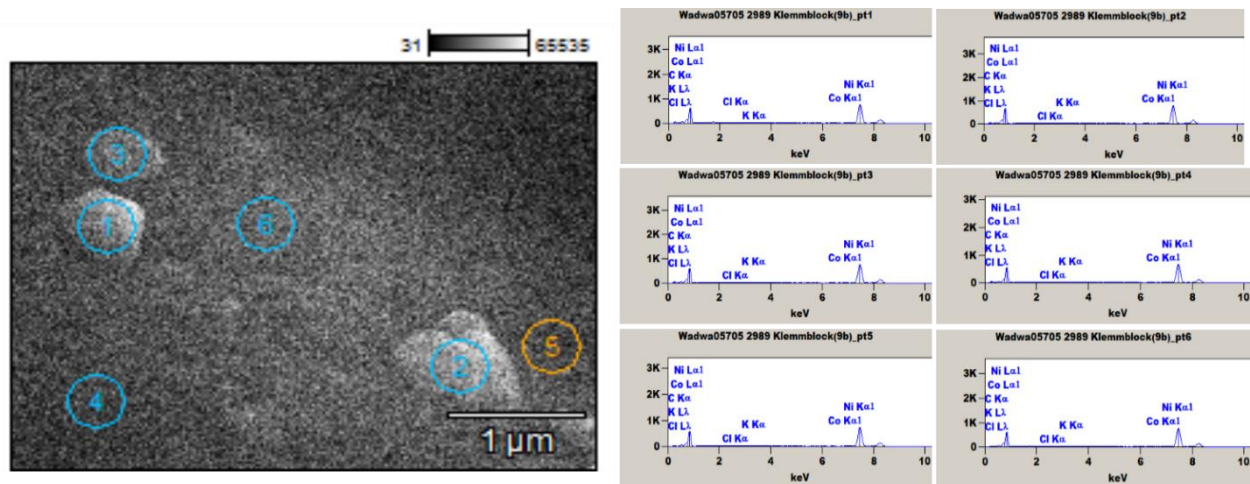 31 65535
3
1
6
5
2
4
1 µm
Wadwa05705 2989 Klemmblock(9b)_pt1
3K
2K
1K
0
Ni Lα1
Co Lα1
C Kα
K Lλ
Cl Lλ
Cl Kα
K Kα
Ni Kα1
Co Kα1
0 2 4 6 8 10
keV
Wadwa05705 2989 Klemmblock(9b)_pt2
3K
2K
1K
0
Ni Lα1
Co Lα1
C Kα
K Lλ
Cl Lλ
K Kα
Cl Kα
Ni Kα1
Co Kα1
0 2 4 6 8 10
keV
Wadwa05705 2989 Klemmblock(9b)_pt3
3K
2K
1K
0
Ni Lα1
Co Lα1
C Kα
K Lλ
Cl Lλ
K Kα
Cl Kα
Ni Kα1
Co Kα1
0 2 4 6 8 10
keV
Wadwa05705 2989 Klemmblock(9b)_pt4
3K
2K
1K
0
Ni Lα1
Co Lα1
C Kα
K Lλ
Cl Lλ
K Kα
Cl Kα
Ni Kα1
Co Kα1
0 2 4 6 8 10
keV
Wadwa05705 2989 Klemmblock(9b)_pt5
3K
2K
1K
0
Ni Lα1
Co Lα1
C Kα
K Lλ
Cl Lλ
K Kα
Cl Kα
Ni Kα1
Co Kα1
0 2 4 6 8 10
keV
Wadwa05705 2989 Klemmblock(9b)_pt6
3K
2K
1K
0
Ni Lα1
Co Lα1
C Kα
K Lλ
Cl Lλ
K Kα
Cl Kα
Ni Kα1
Co Kα1
0 2 4 6 8 10
keV